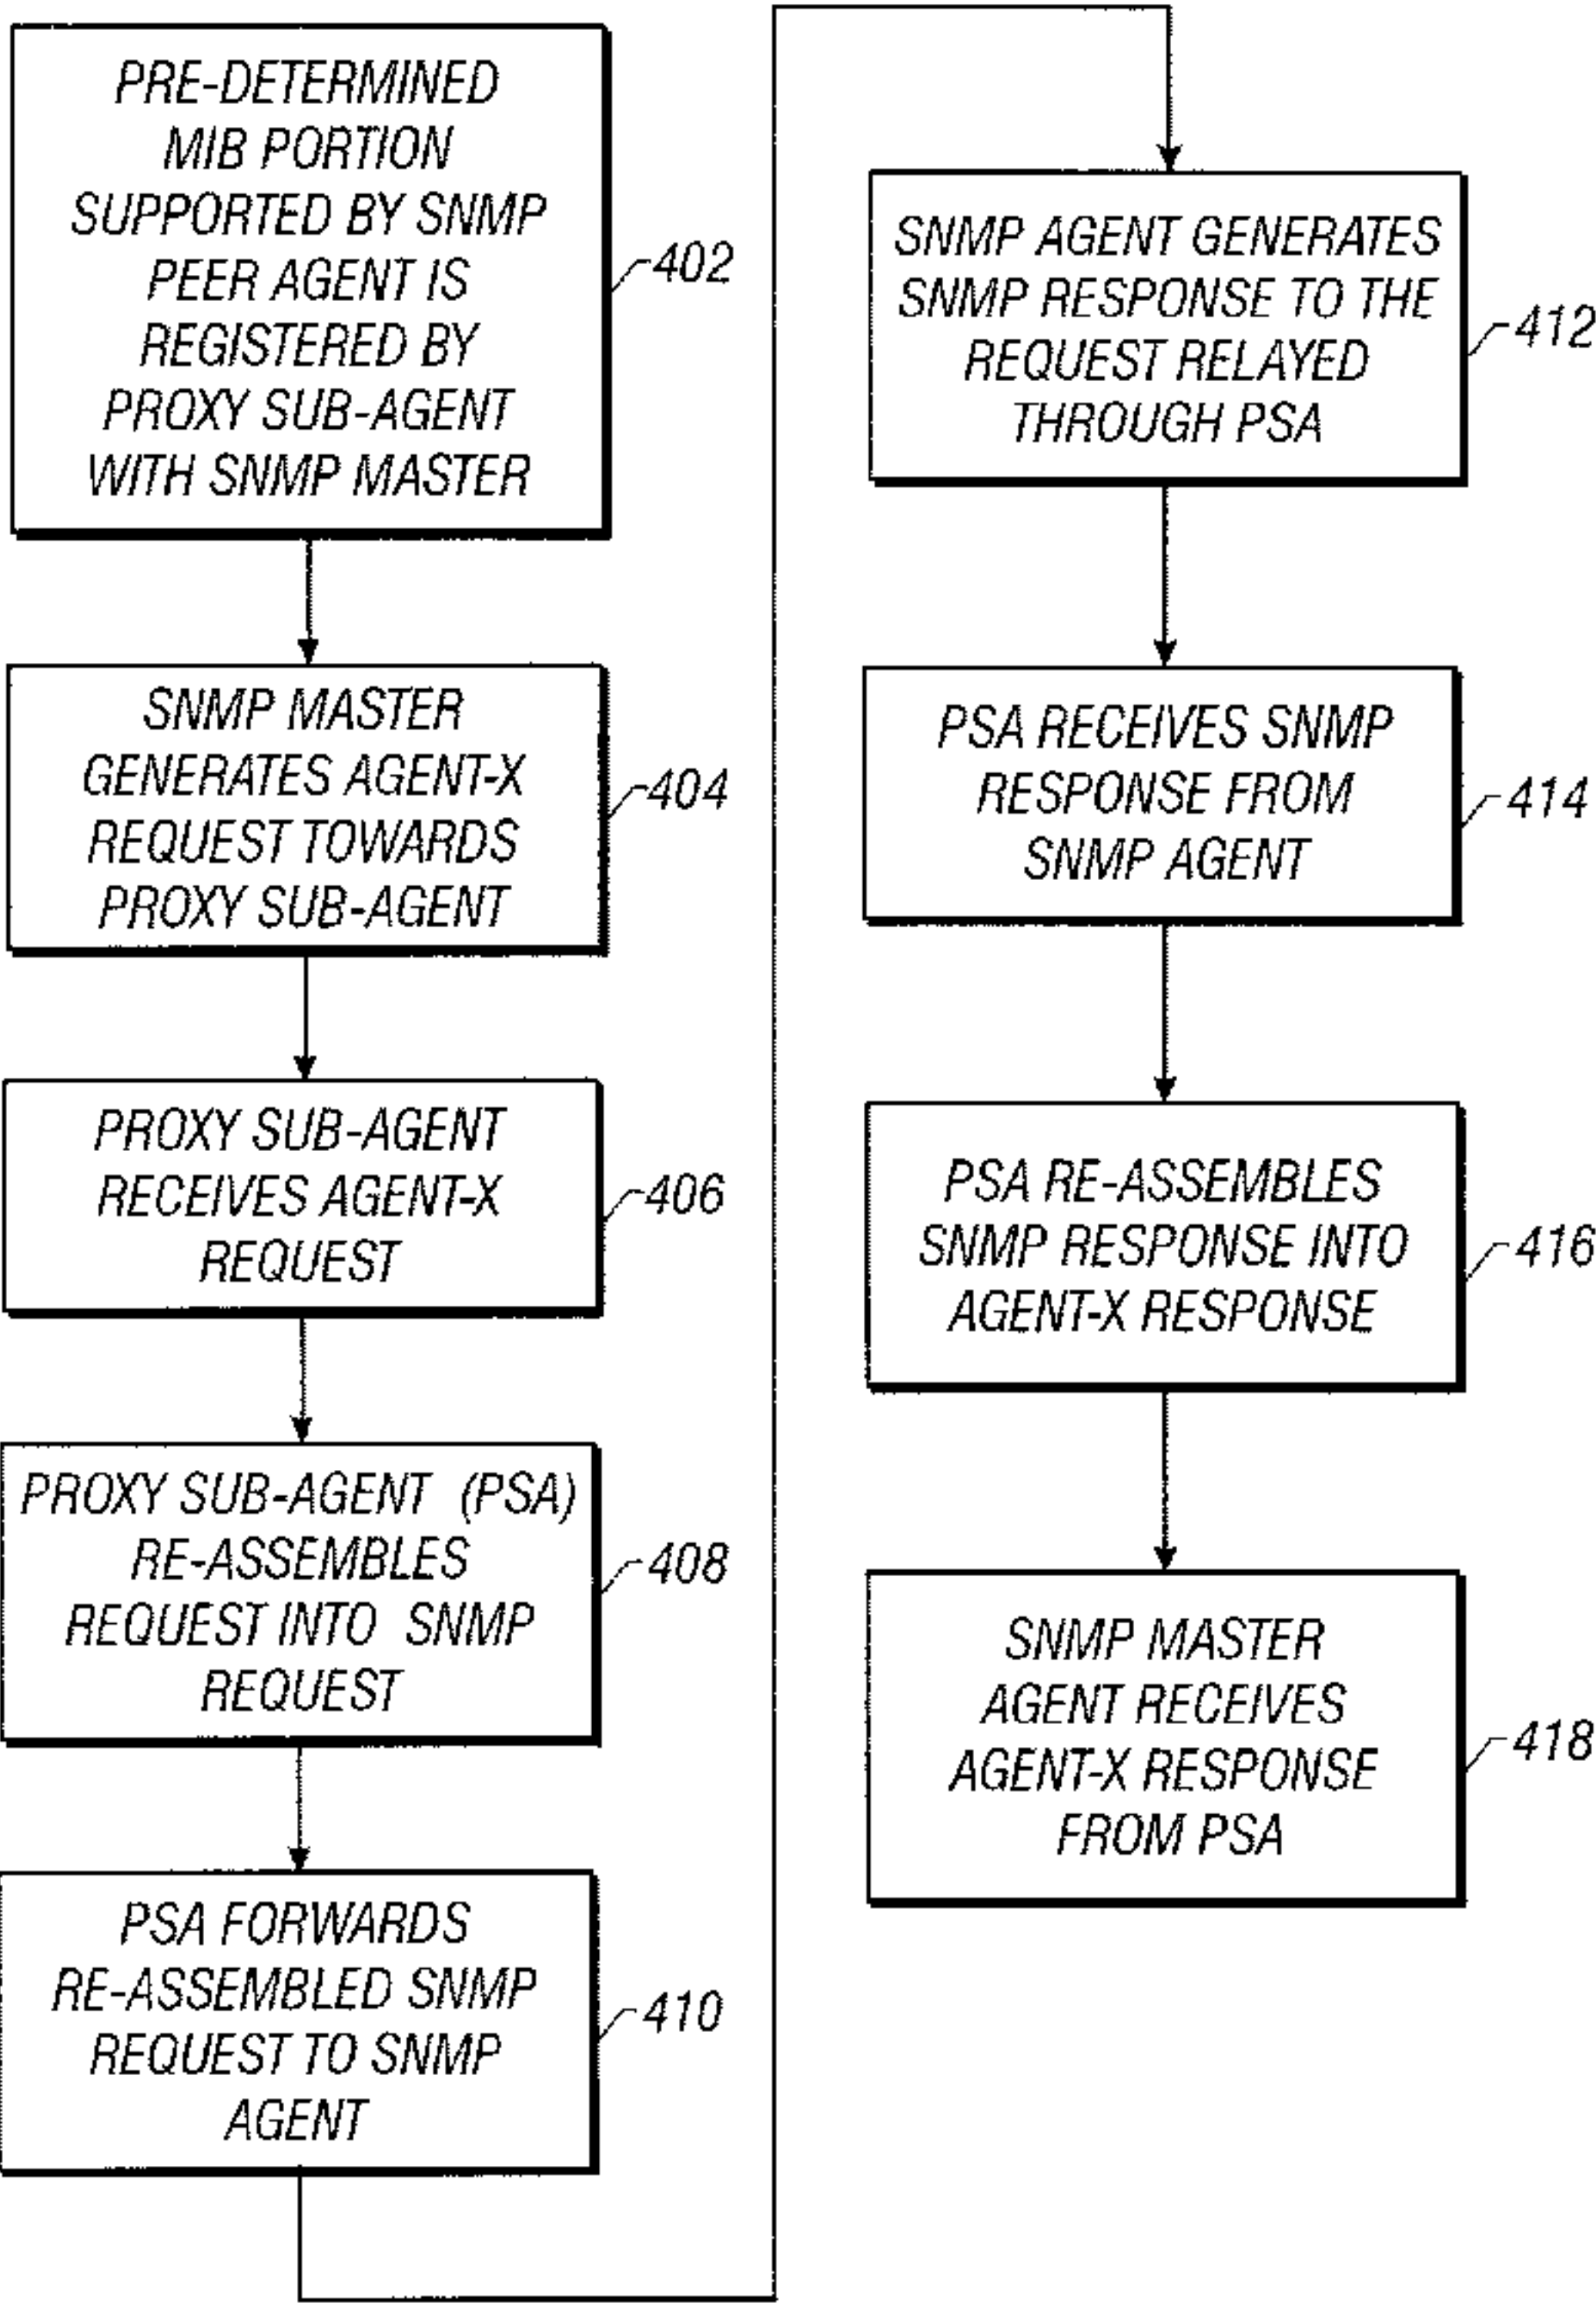 PRE-DETERMINED
MIB PORTION
SUPPORTED BY SNMP
PEER AGENT IS
REGISTERED BY
PROXY SUB-AGENT
WITH SNMP MASTER
402
SNMP MASTER
GENERATES AGENT-X
REQUEST TOWARDS
PROXY SUB-AGENT
404
PROXY SUB-AGENT
RECEIVES AGENT-X
REQUEST
406
PROXY SUB-AGENT (PSA)
RE-ASSEMBLES
REQUEST INTO SNMP
REQUEST
408
PSA FORWARDS
RE-ASSEMBLED SNMP
REQUEST TO SNMP
AGENT
410
SNMP AGENT GENERATES
SNMP RESPONSE TO THE
REQUEST RELAYED
THROUGH PSA
412
PSA RECEIVES SNMP
RESPONSE FROM
SNMP AGENT
414
PSA RE-ASSEMBLES
SNMP RESPONSE INTO
AGENT-X RESPONSE
416
SNMP MASTER
AGENT RECEIVES
AGENT-X RESPONSE
FROM PSA
418